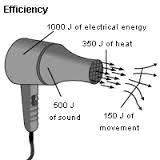 Efficiency
1000 J of electrical energy
350 J of heat
500 J
of sound
150 J of
movement